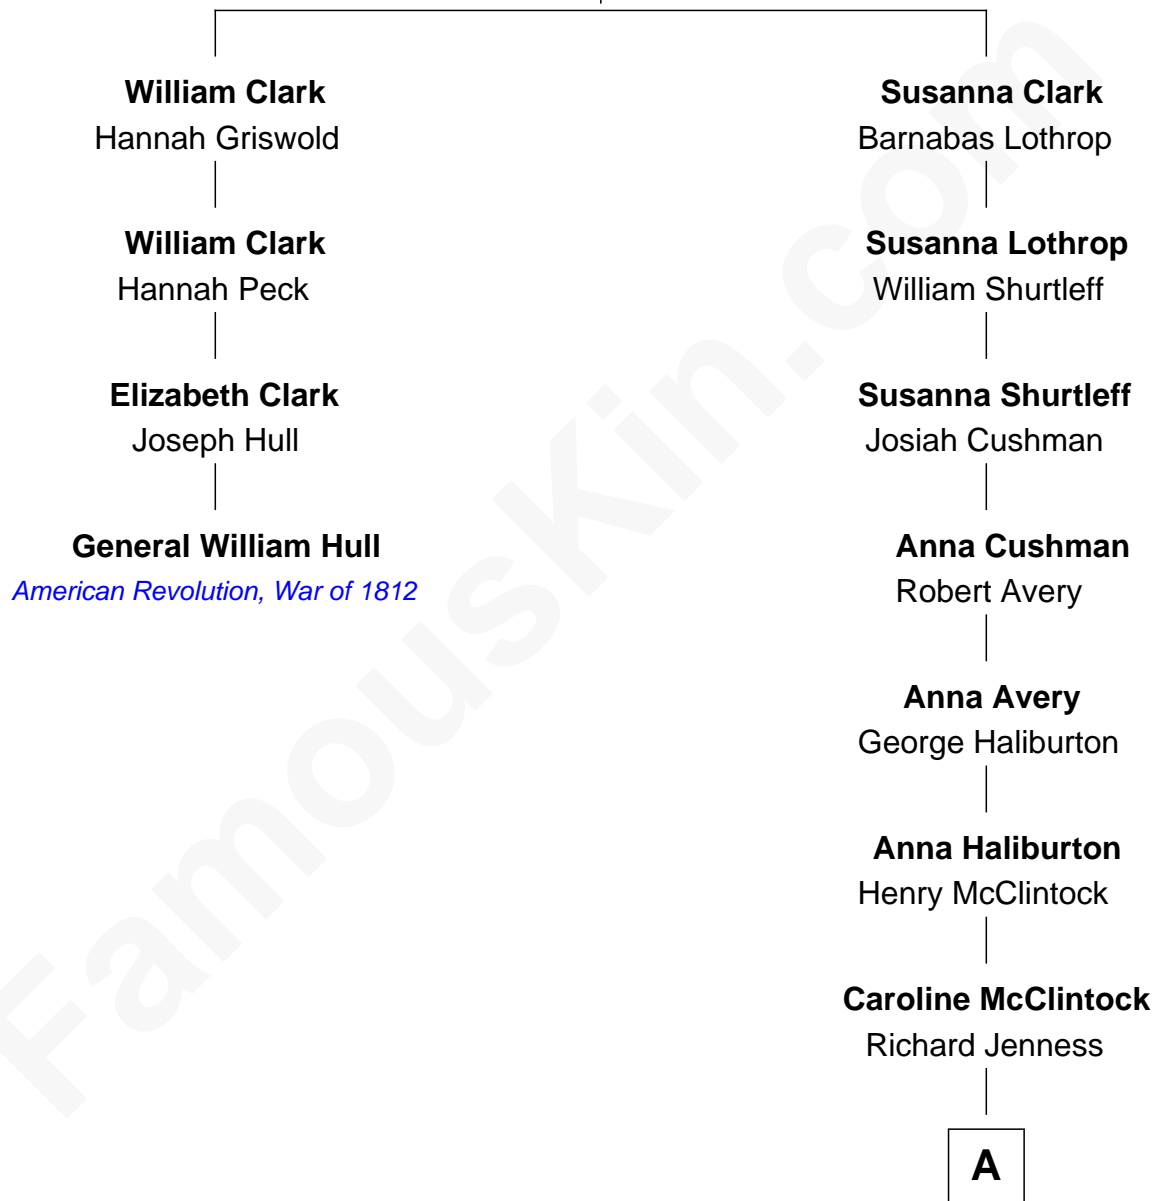 William Clark
Hannah Griswold
William Clark
Hannah Peck
Elizabeth Clark
Joseph Hull
General William Hull
American Revolution, War of 1812
Susanna Clark
Barnabas Lothrop
Susanna Lothrop
William Shurtleff
Susanna Shurtleff
Josiah Cushman
Anna Cushman
Robert Avery
Anna Avery
George Haliburton
Anna Haliburton
Henry McClintock
Caroline McClintock
Richard Jenness
A
FamousKin.com